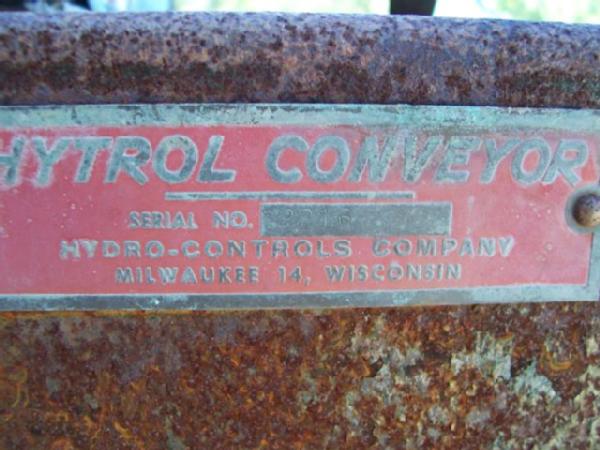 HYTROL CONVEYOR
SERIAL NO.
HYDRO-CONTROLS COMPANY
MILWAUKEE 14, WISCONSIN